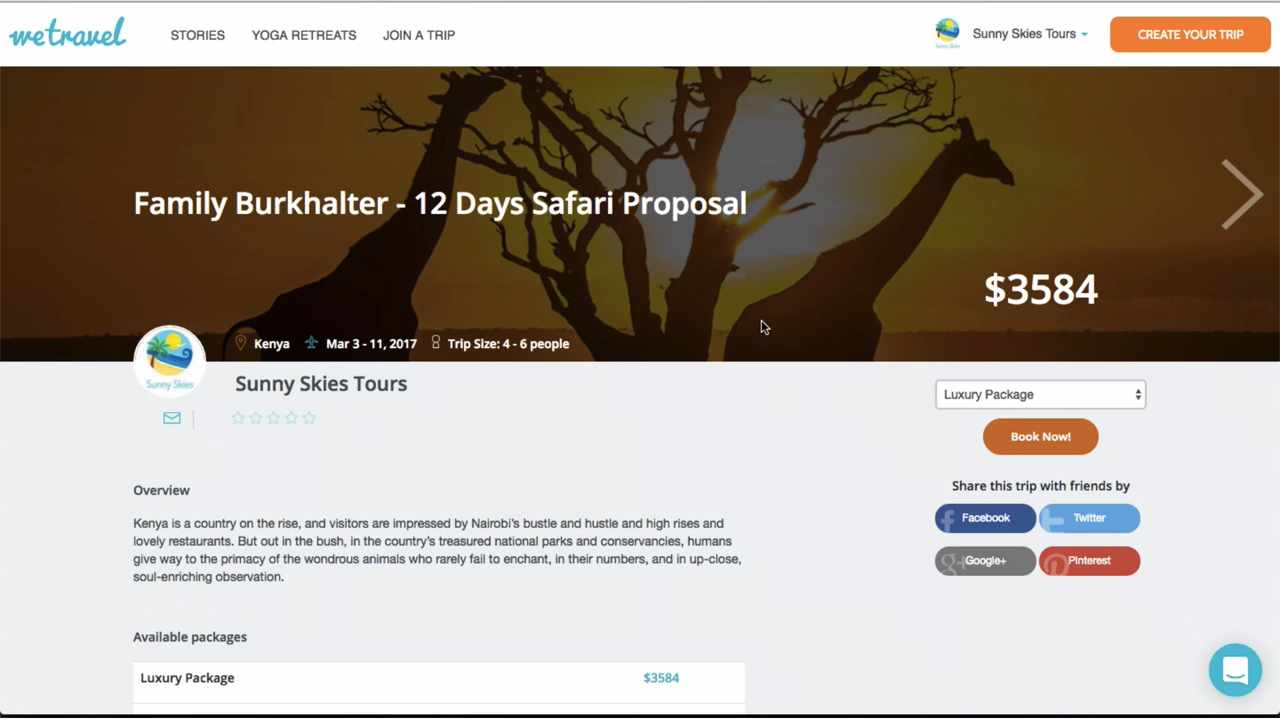 wetravel
STORIES
YOGA RETREATS
JOIN A TRIP
Sunny Skies Tours
CREATE YOUR TRIP
Family Burkhalter - 12 Days Safari Proposal
$3584
Kenya
Mar 3 - 11, 2017
Trip Size: 4 - 6 people
Sunny Skies
Sunny Skies Tours
Luxury Package
Book Now!
Share this trip with friends by
Facebook
Twitter
Google+
Pinterest
Overview
Kenya is a country on the rise, and visitors are impressed by Nairobi's bustle and hustle and high rises and
lovely restaurants. But out in the bush, in the country's treasured national parks and conservancies, humans
give way to the primacy of the wondrous animals who rarely fail to enchant, in their numbers, and in up-close,
soul-enriching observation.
Available packages
Luxury Package
$3584